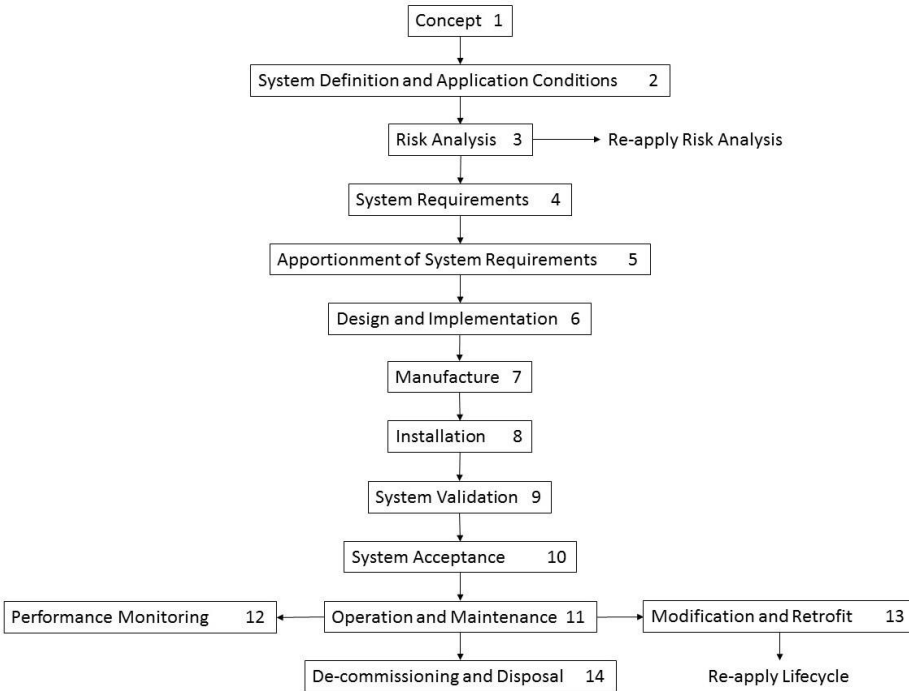 Concept 1
System Definition and Application Conditions 2
Risk Analysis 3
Re-apply Risk Analysis
System Requirements 4
Apportionment of System Requirements 5
Design and Implementation 6
Manufacture 7
Installation 8
System Validation 9
System Acceptance 10
Performance Monitoring 12
Operation and Maintenance 11
Modification and Retrofit 13
De-commissioning and Disposal 14
Re-apply Lifecycle